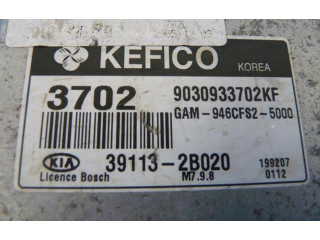 KEFICO
KOREA
3702
9030933702KF
GAM-946CFS2-5000
KIA
39113-2B020
199207
Licence Bosch
M7.9.8
0112